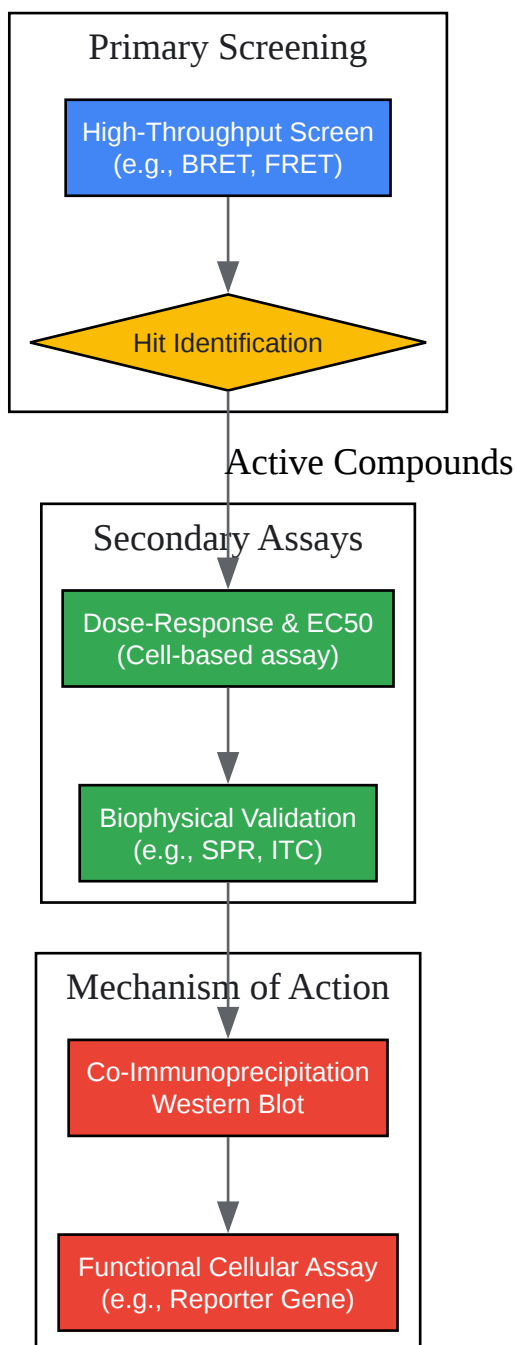 Primary Screening
High-Throughput Screen
(e.g., BRET, FRET)
Hit Identification
Active Compounds
Secondary Assays
Dose-Response & EC50
(Cell-based assay)
Biophysical Validation
(e.g., SPR, ITC)
Mechanism of Action
Co-Immunoprecipitation
Western Blot
Functional Cellular Assay
(e.g., Reporter Gene)